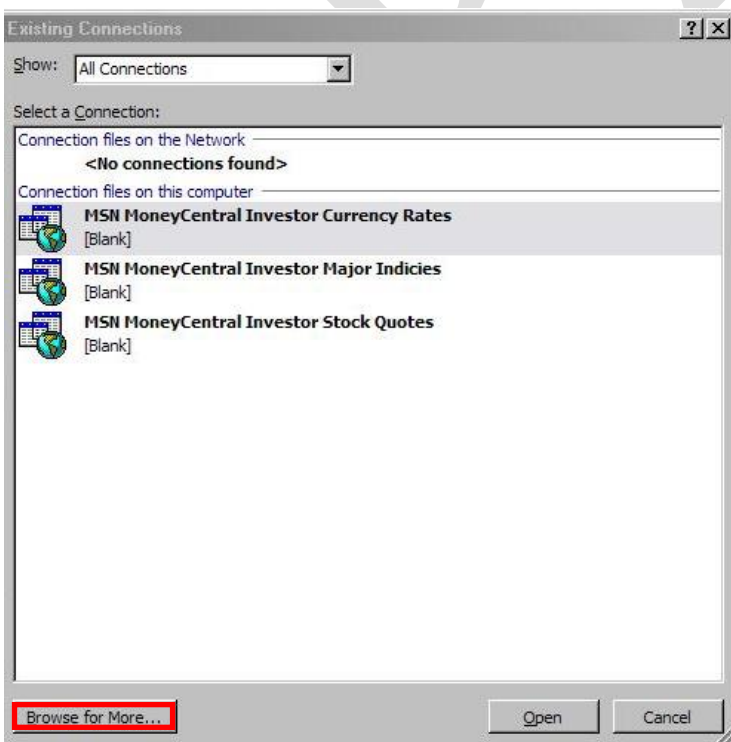 Existing Connections
Show: All Connections
Select a Connection:
Connection files on the Network
<No connections found>
Connection files on this computer
MSN MoneyCentral Investor Currency Rates
[Blank]
MSN MoneyCentral Investor Major Indicies
[Blank]
MSN MoneyCentral Investor Stock Quotes
[Blank]
Browse for More... Open Cancel